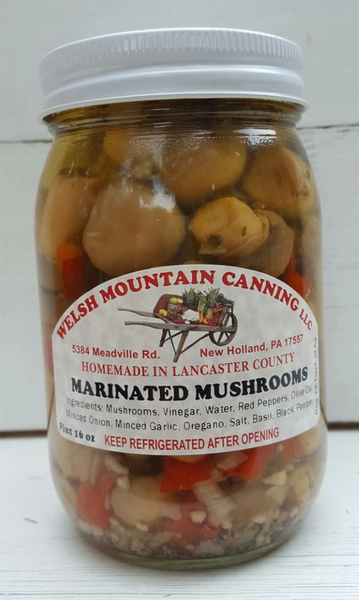 WELSH MOUNTAIN CANNING LLC
5384 Meadville Rd. New Holland, PA 17557
HOMEMADE IN LANCASTER COUNTY
MARINATED MUSHROOMS
Ingredients: Mushrooms, Vinegar, Water, Red Peppers, Olive Oil
Minced Onion, Minced Garlic, Oregano, Salt, Basil, Black Pepper
Pint 16 oz KEEP REFRIGERATED AFTER OPENING